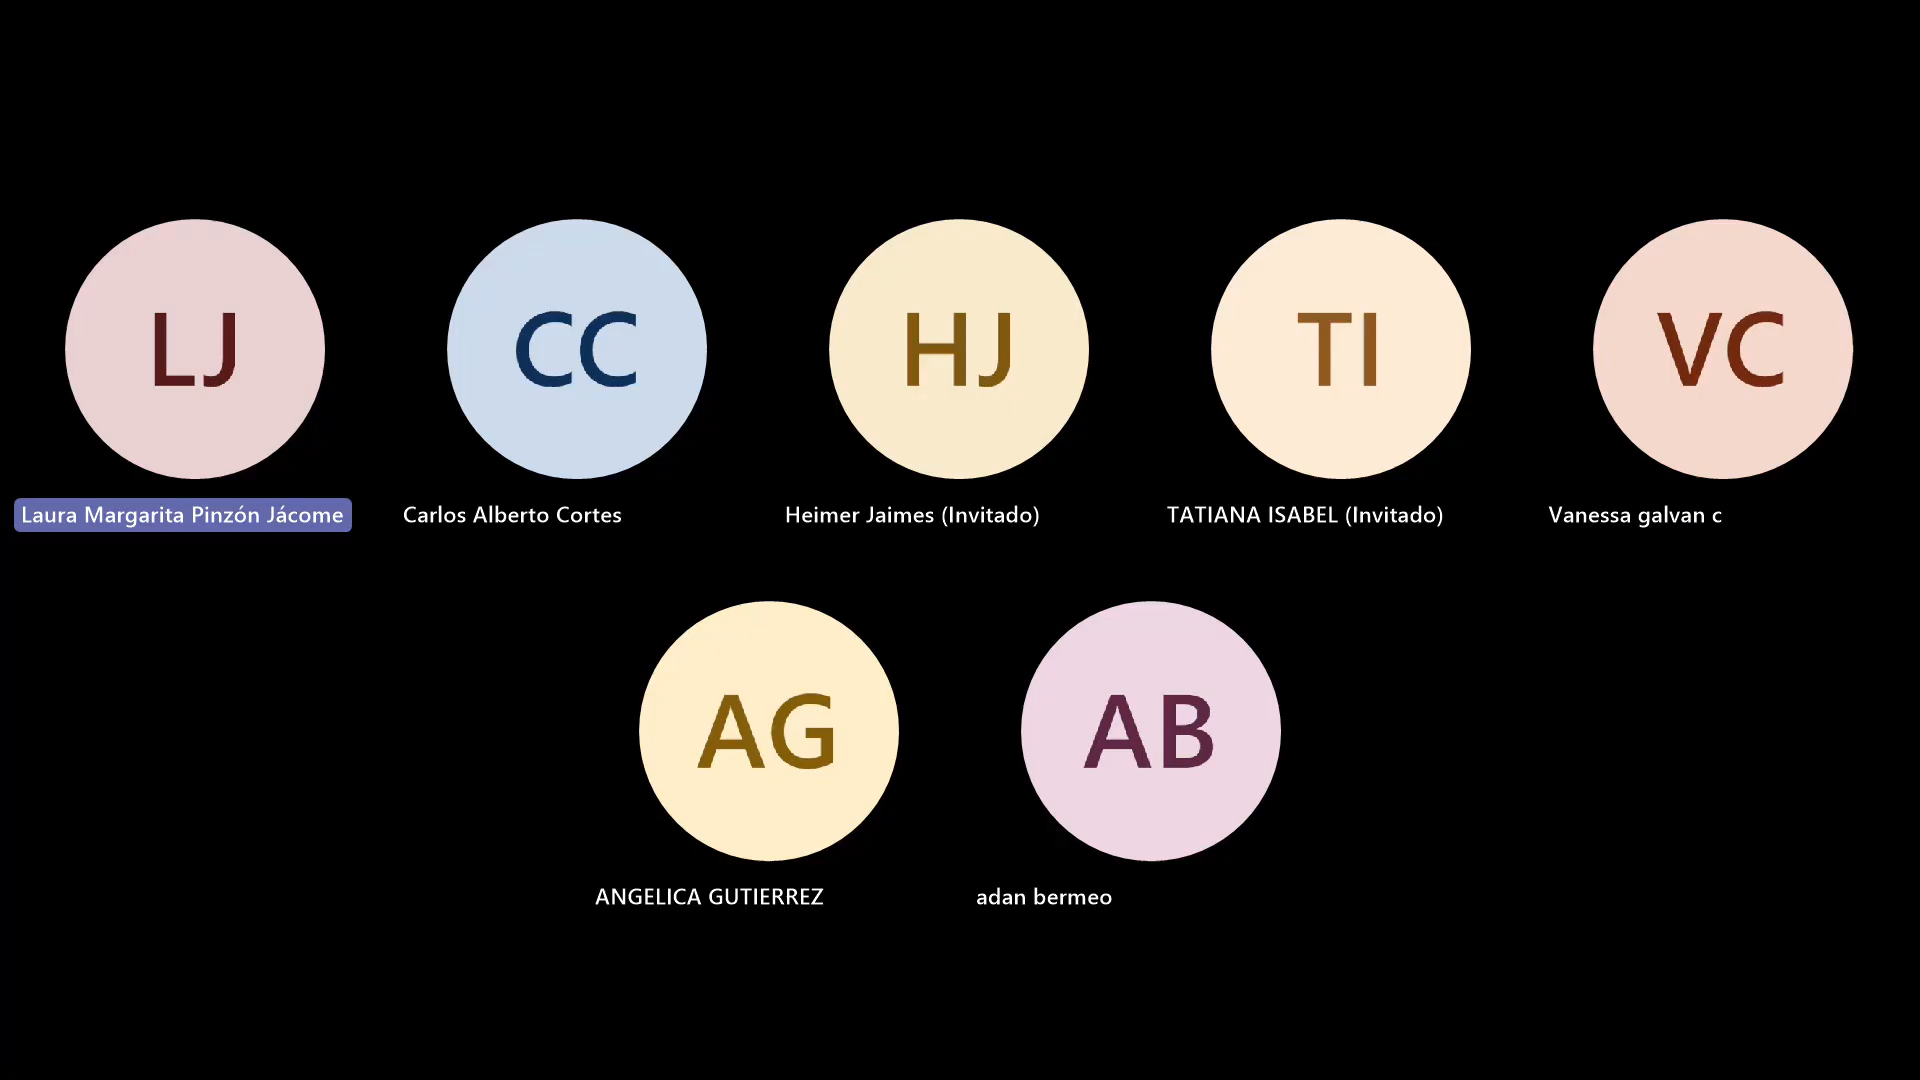 LJ
CC
HJ
TI
VC
Laura Margarita Pinzón Jácome
Carlos Alberto Cortes
Heimer Jaimes (Invitado)
TATIANA ISABEL (Invitado)
Vanessa galvan c
AG
AB
ANGELICA GUTIERREZ
adan bermeo